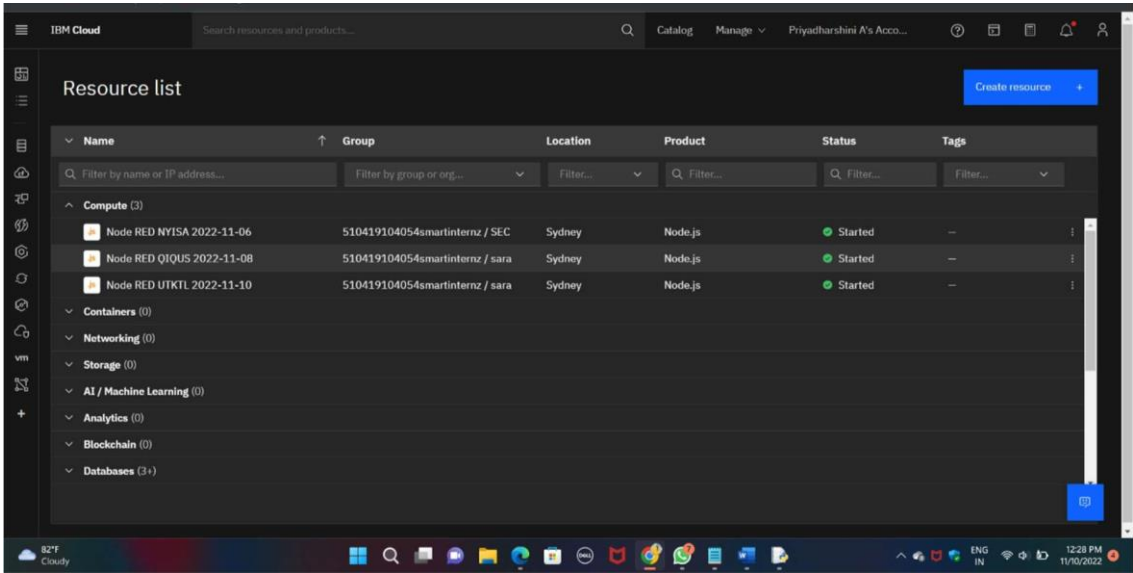 IBM Cloud
Search resources and products...
Catalog
Manage
Priyadharshini A's Acco...
Resource list
Create resource +
Name
Group
Location
Product
Status
Tags
Filter by name or IP address...
Filter by group or org...
Filter...
Filter...
Filter...
Filter...
Compute (3)
Node RED NYISA 2022-11-06 510419104054smartinternz / SEC Sydney Node.js Started –
Node RED QIQUS 2022-11-08 510419104054smartinternz / sara Sydney Node.js Started –
Node RED UTKTL 2022-11-10 510419104054smartinternz / sara Sydney Node.js Started –
Containers (0)
Networking (0)
Storage (0)
AI / Machine Learning (0)
Analytics (0)
Blockchain (0)
Databases (3+)
vm
82°F
Cloudy
DELL
ENG
IN
12:28 PM
11/10/2022
4